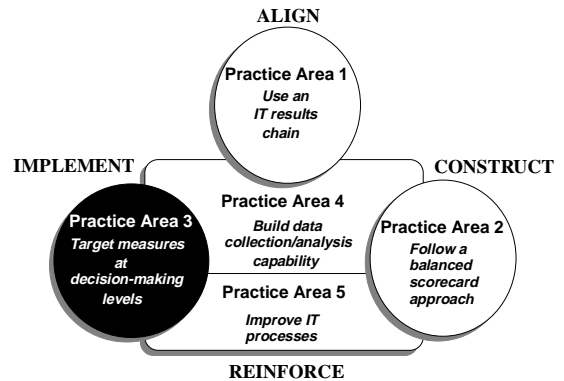 ALIGN
Practice Area 1
Use an
IT results
chain
IMPLEMENT
CONSTRUCT
Practice Area 3
Target measures
at
decision-making
levels
Practice Area 4
Build data
collection/analysis
capability
Practice Area 2
Follow a
balanced
scorecard
approach
Practice Area 5
Improve IT
processes
REINFORCE